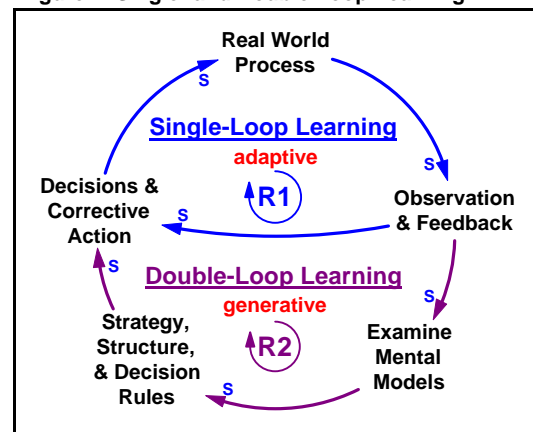 Real World
Process
S
S
Single-Loop Learning
adaptive
R1
Decisions &
Corrective
Action
S
Observation
& Feedback
S
Double-Loop Learning
generative
R2
S
Strategy,
Structure,
& Decision
Rules
Examine
Mental
Models
S